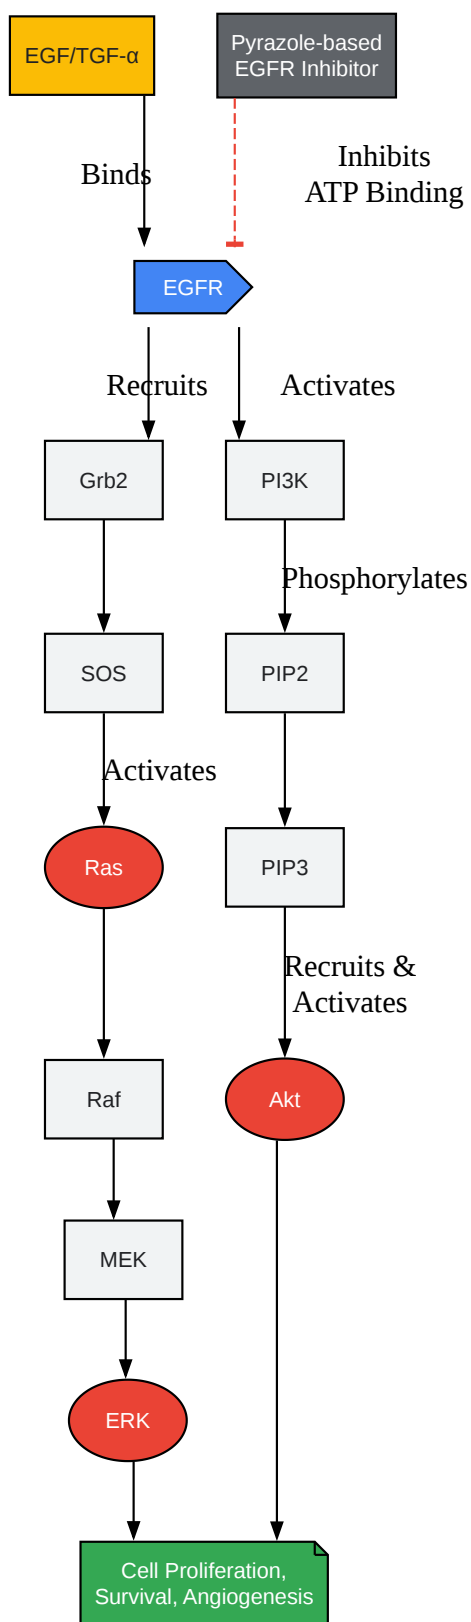 EGF/TGF-α
Pyrazole-based
EGFR Inhibitor
Binds
Inhibits
ATP Binding
EGFR
Recruits
Activates
Grb2
PI3K
Phosphorylates
SOS
PIP2
Activates
Ras
PIP3
Recruits &
Activates
Raf
Akt
MEK
ERK
Cell Proliferation,
Survival, Angiogenesis